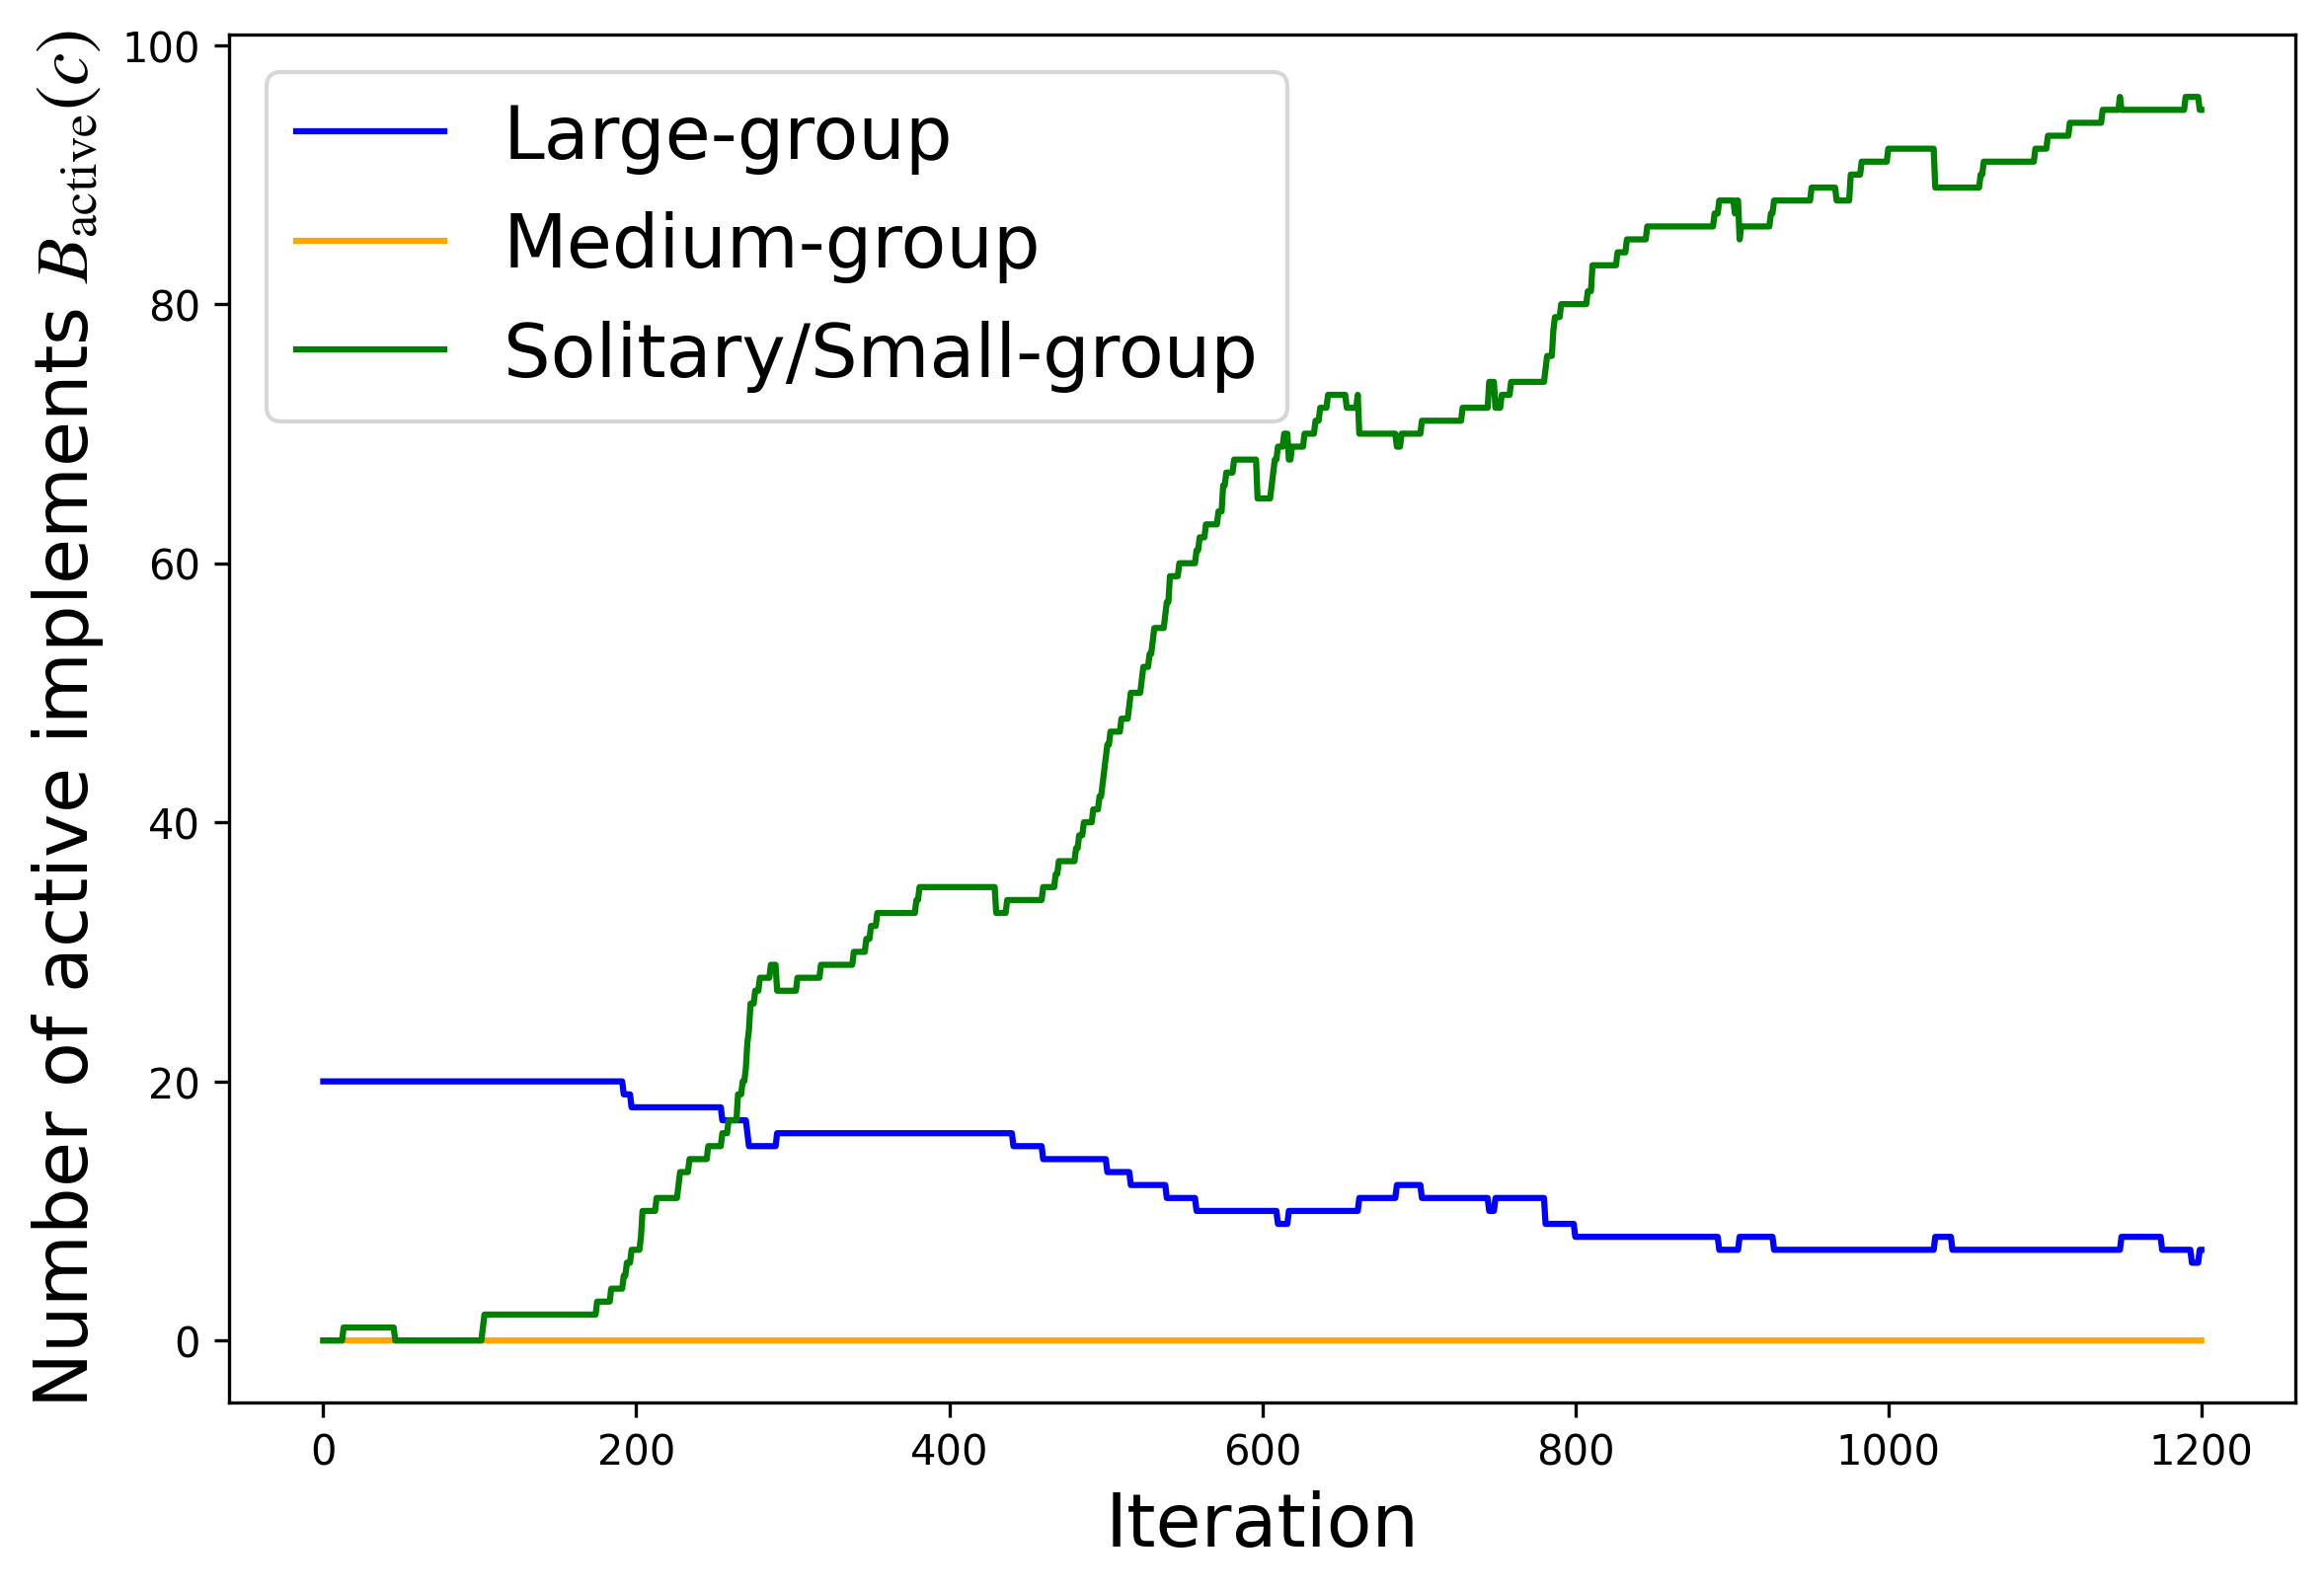 Number of active implements B_active(c)
100
80
60
40
20
0
Large-group
Medium-group
Solitary/Small-group
0 200 400 600 800 1000 1200
Iteration